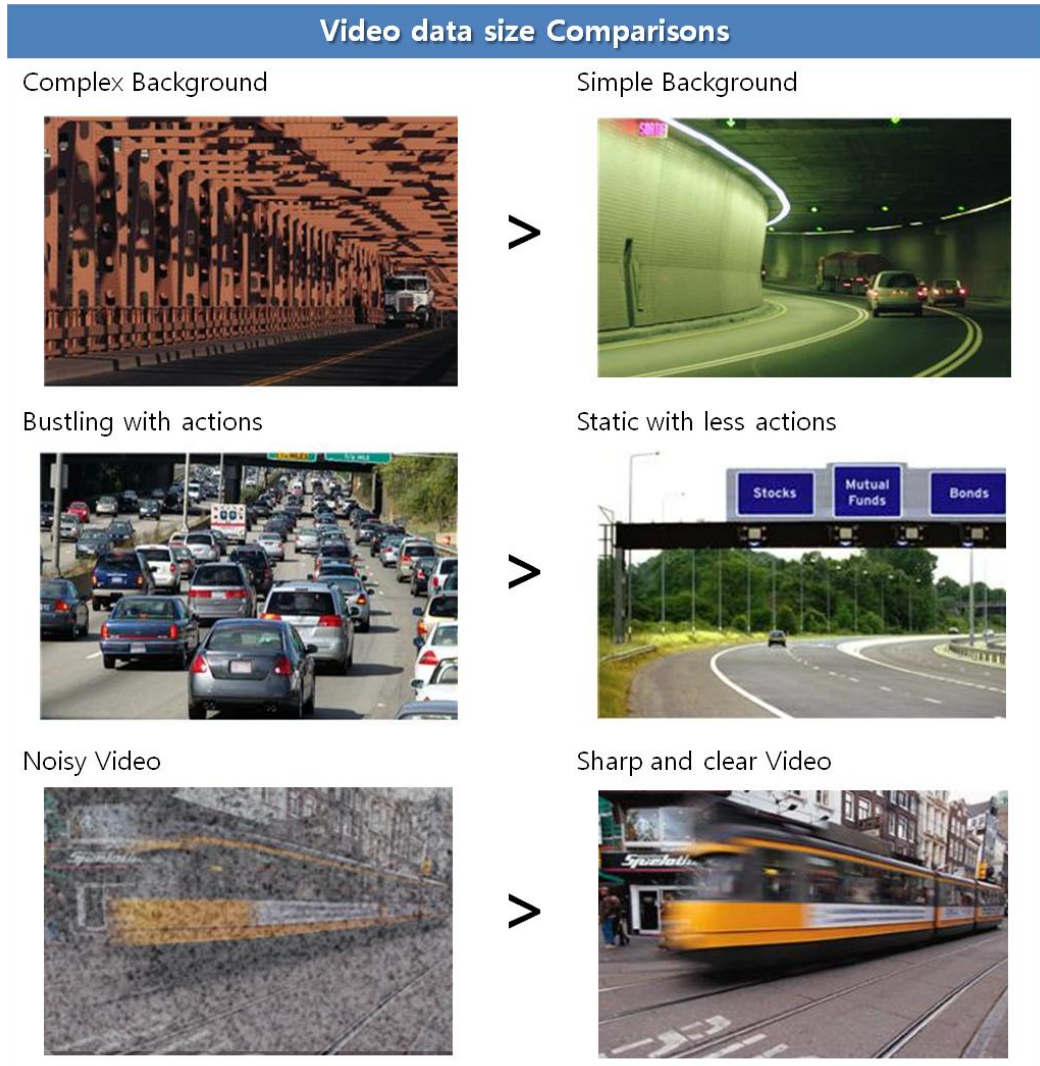 Video data size Comparisons
Complex Background
Simple Background
SORTIE
>
Bustling with actions
Static with less actions
Stocks
Mutual
Funds
Bonds
>
Noisy Video
Sharp and clear Video
>